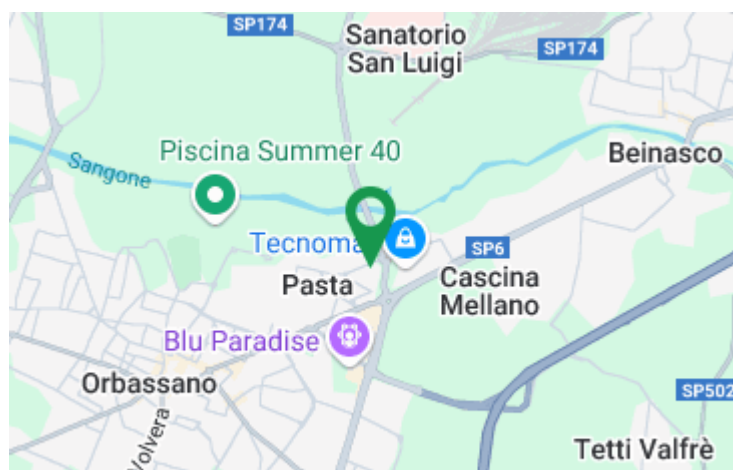 SP174
Sanatorio
San Luigi
SP174
Sangone
Piscina Summer 40
Beinasco
Tecnoma
SP6
Pasta
Cascina
Mellano
Blu Paradise
Orbassano
SP502
Volvera
Tetti Valfrè